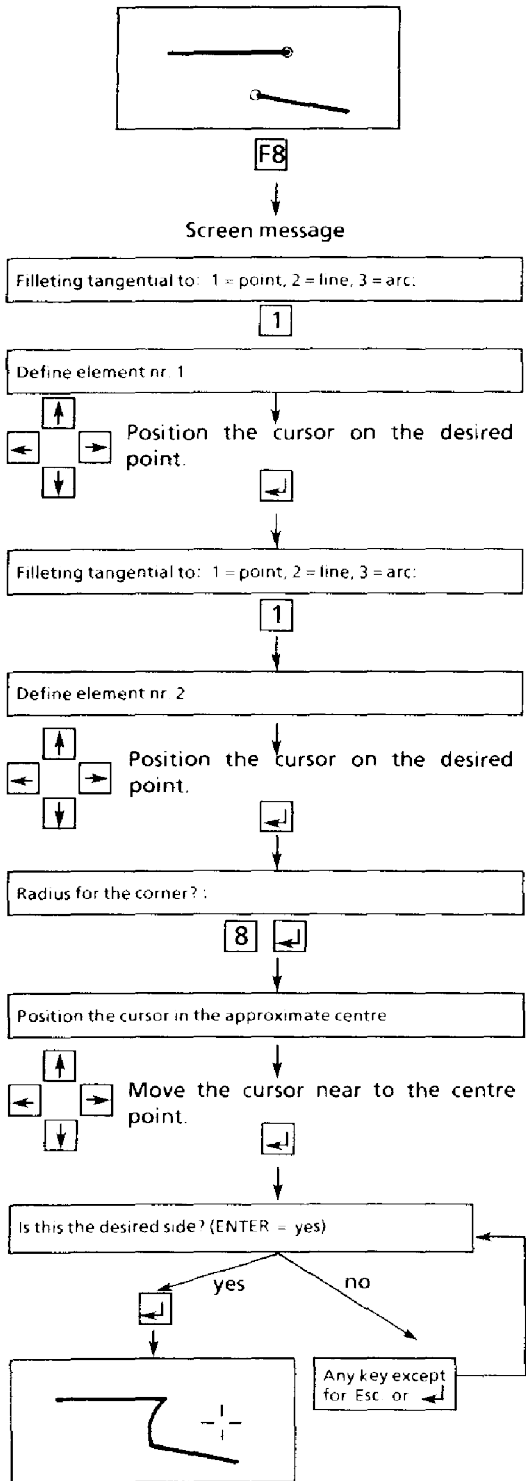 F8
Screen message
Filleting tangential to: 1 = point, 2 = line, 3 = arc:
1
Define element nr. 1
Position the cursor on the desired
point.
Filleting tangential to: 1 = point, 2 = line, 3 = arc:
1
Define element nr. 2
Position the cursor on the desired
point.
Radius for the corner? :
8
Position the cursor in the approximate centre
Move the cursor near to the centre
point.
Is this the desired side? (ENTER = yes)
yes
no
Any key except
for Esc or